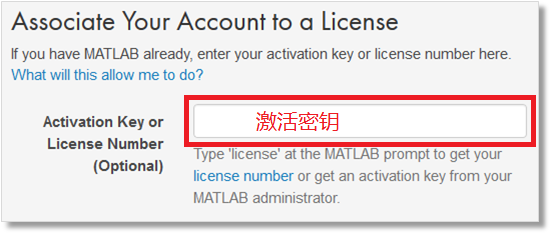 Associate Your Account to a License
If you have MATLAB already, enter your activation key or license number here.
What will this allow me to do?
Activation Key or
License Number
(Optional)
激活密钥
Type 'license' at the MATLAB prompt to get your
license number or get an activation key from your
MATLAB administrator.